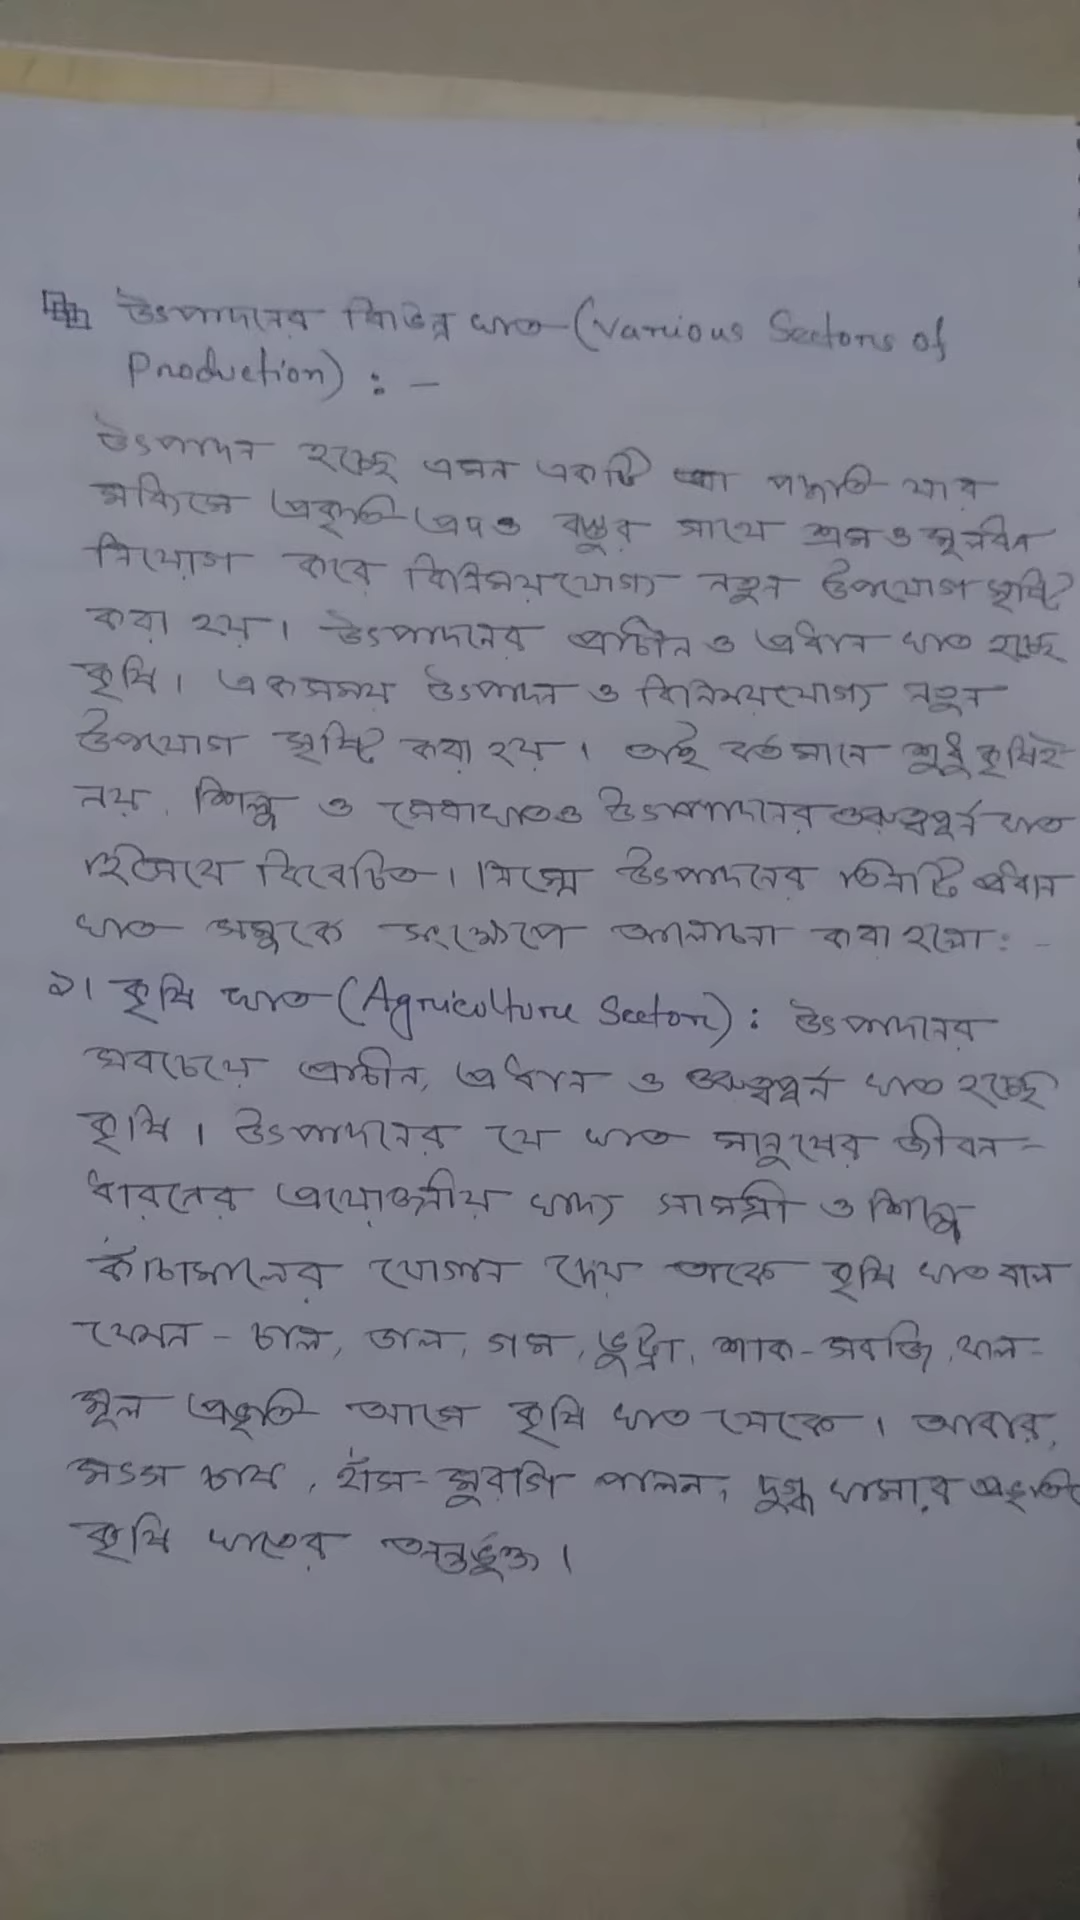 উৎপাদনের বিভিন্ন খাত (Various Sectors of
Production) : -
উৎপাদন হচ্ছে এমন একটি পদ্ধতি যার
মাধ্যমে প্রকৃতি প্রদও বস্তুর সাথে শ্রম ও মূলধন
নিয়োগ করে বিনিময়যোগ্য নতুন উপযোগ সৃষ্টি
করা হয়। উৎপাদনের প্রাচীন ও প্রধান খাত হচ্ছে
কৃষি। একসময় উৎপাদন ও বিনিময়যোগ্য নতুন
উপযোগ সৃষ্টি করা হয়। তাই বর্তমানে শুধু কৃষিই
নয়, শিল্প ও সেবাখাতও উৎপাদনের গুরুত্বপূর্ন খাত
হিসেবে বিবেচিত। নিম্নে উৎপাদনের তিনটি প্রধান
খাত সম্পর্কে সংক্ষেপে আলোচনা করা হলো: -
১। কৃষি খাত (Agriculture Sector) : উৎপাদনের
সবচেয়ে প্রাচীন, প্রধান ও গুরুত্বপূর্ন খাত হচ্ছে
কৃষি। উৎপাদনের যে খাত মানুষের জীবন-
ধারনের প্রয়োজনীয় খাদ্য সামগ্রী ও শিল্পে
কাঁচামালের যোগান দেয় তাকে কৃষি খাত বলে
যেমন - চাল, ডাল, গম, ভুট্টা, শাক-সবজি, ফল-
মূল প্রভৃতি আসে কৃষি খাত থেকে। আবার,
মৎস চাষ, হাঁস-মুরগি পালন, দুগ্ধ খামার প্রভৃতি
কৃষি খাতের অন্তর্ভুক্ত।